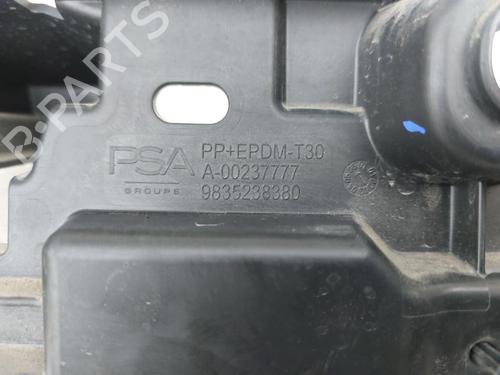 B-PARTS
PSA
GROUPE
PP+EPDM-T30
A-00237777
9835238380